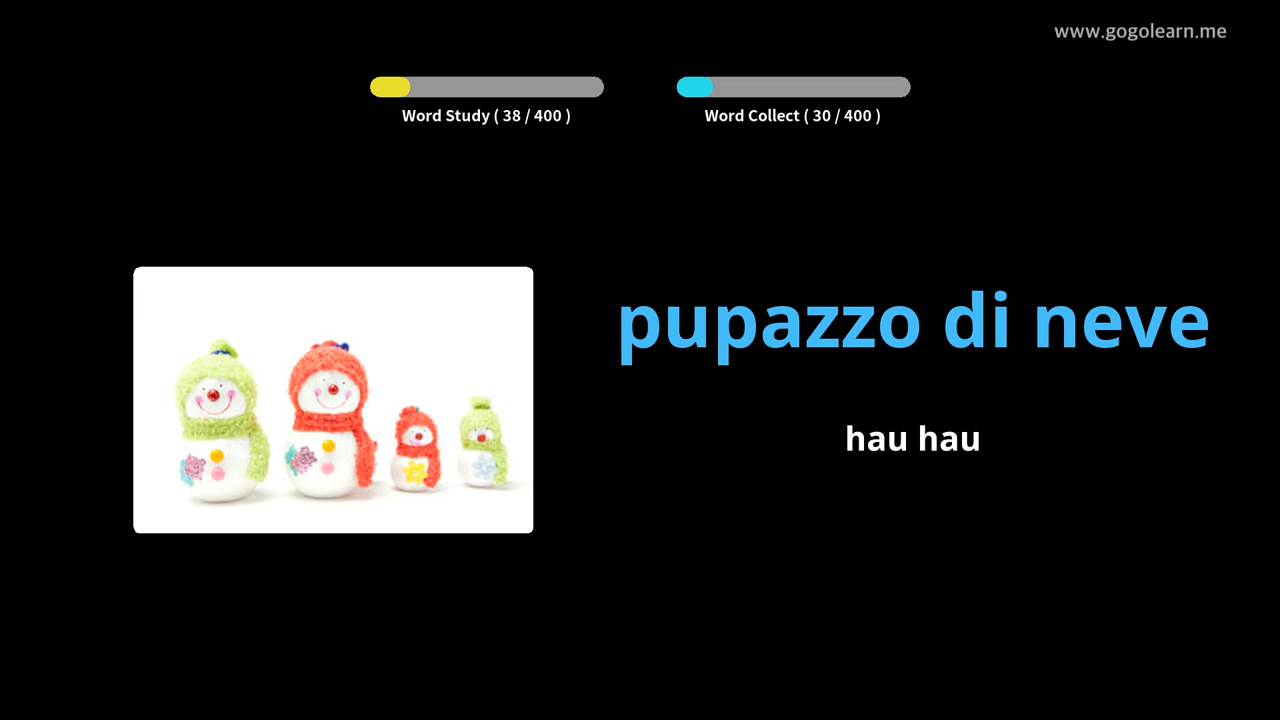 www.gogolearn.me
Word Study ( 38 / 400 )
Word Collect ( 30 / 400 )
pupazzo di neve
hau hau